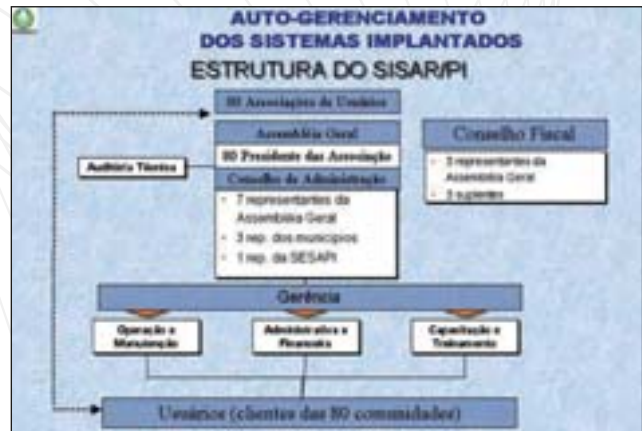 AUTO-GERENCIAMENTO
DOS SISTEMAS IMPLANTADOS
ESTRUTURA DO SISAR/PI
80 Associações de Usuários
Assembléia Geral
80 Presidente das Associação
Conselho de Administração
• 7 representantes da
Assembléia Geral
• 3 rep. dos municípios
• 1 rep. da SESAPI
Auditoria Técnica
Conselho Fiscal
• 3 representantes da
Assembléia Geral
• 3 suplentes
Gerência
Operação e
Manutenção
Administrativa e
Financeira
Capacitação e
Treinamento
Usuários (clientes das 80 comunidades)